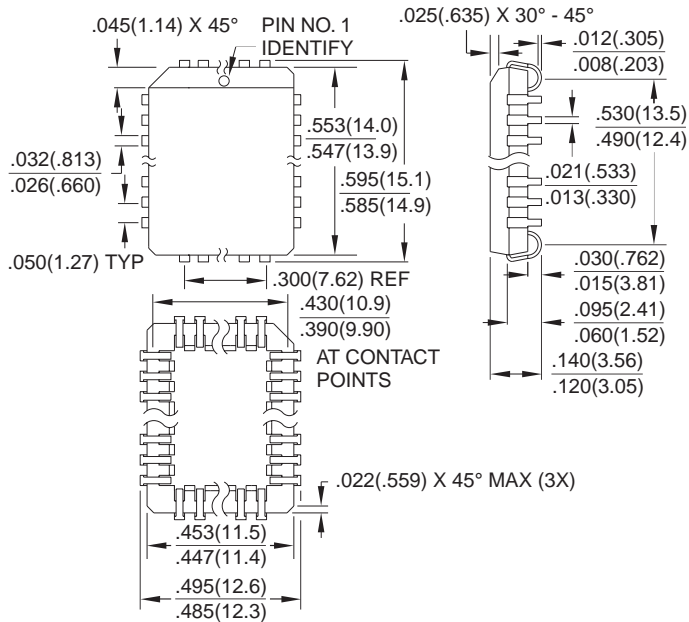 .045(1.14) X 45°
PIN NO. 1
IDENTIFY
.025(.635) X 30° - 45°
.012(.305)
.008(.203)
.553(14.0)
.547(13.9)
.595(15.1)
.585(14.9)
.032(.813)
.026(.660)
.050(1.27) TYP
.530(13.5)
.490(12.4)
.021(.533)
.013(.330)
.300(7.62) REF
.430(10.9)
.390(9.90)
AT CONTACT
POINTS
.030(.762)
.015(3.81)
.095(2.41)
.060(1.52)
.140(3.56)
.120(3.05)
.022(.559) X 45° MAX (3X)
.453(11.5)
.447(11.4)
.495(12.6)
.485(12.3)